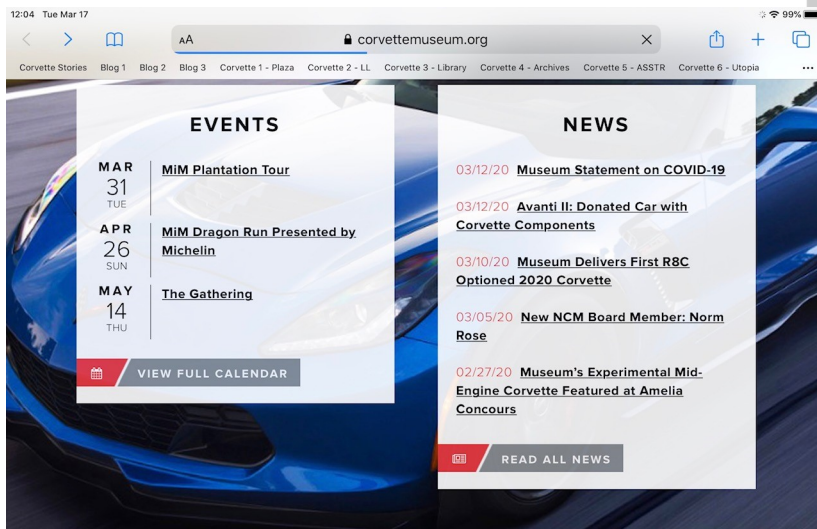 12:04 Tue Mar 17
99%
AA
corvettemuseum.org
Corvette Stories Blog 1 Blog 2 Blog 3 Corvette 1 - Plaza Corvette 2 - LL Corvette 3 - Library Corvette 4 - Archives Corvette 5 - ASSTR Corvette 6 - Utopia ...
EVENTS
MAR
31
TUE
MiM Plantation Tour
APR
26
SUN
MiM Dragon Run Presented by
Michelin
MAY
14
THU
The Gathering
VIEW FULL CALENDAR
NEWS
03/12/20 Museum Statement on COVID-19
03/12/20 Avanti II: Donated Car with
Corvette Components
03/10/20 Museum Delivers First R8C
Optioned 2020 Corvette
03/05/20 New NCM Board Member: Norm
Rose
02/27/20 Museum's Experimental Mid-
Engine Corvette Featured at Amelia
Concours
READ ALL NEWS